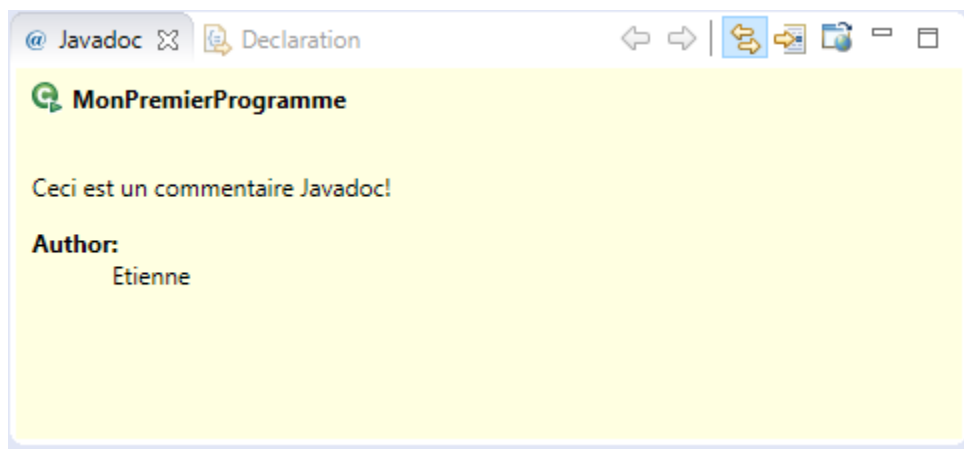 @ Javadoc Declaration
MonPremierProgramme
Ceci est un commentaire Javadoc!
Author:
Etienne